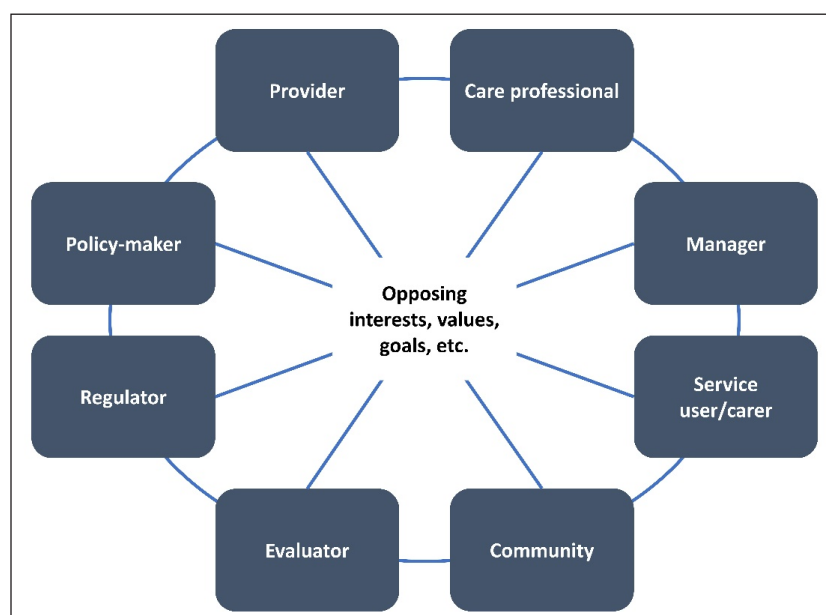 Provider
Care professional
Policy-maker
Manager
Opposing
interests, values,
goals, etc.
Regulator
Service
user/carer
Evaluator
Community